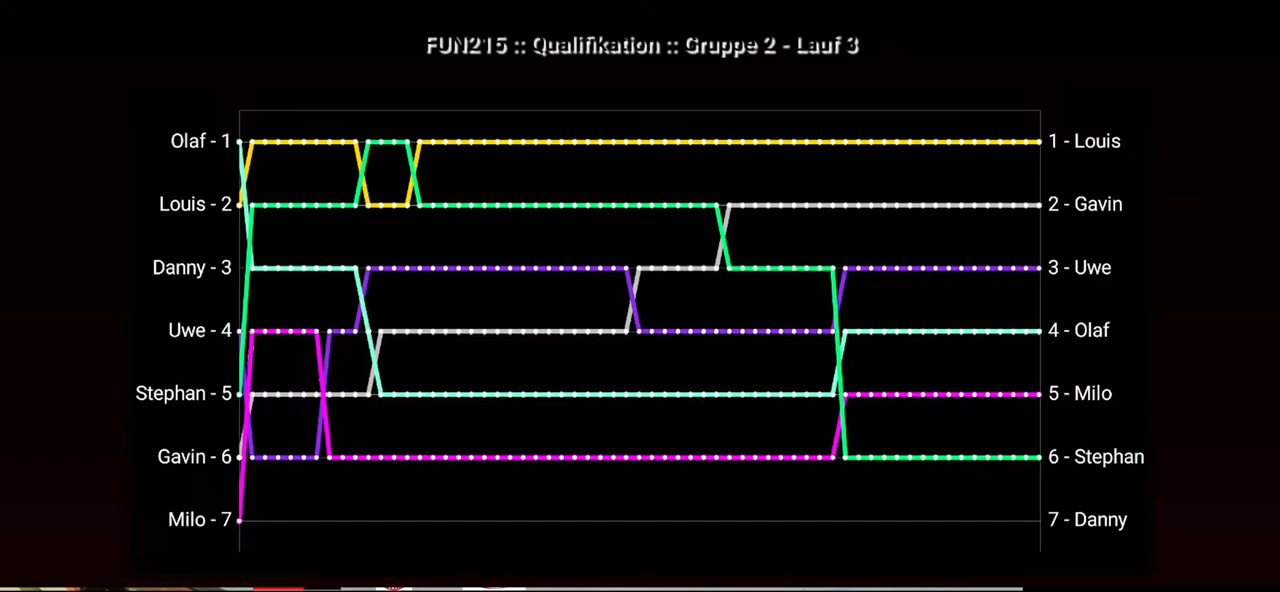 FUN215 :: Qualifikation :: Gruppe 2 - Lauf 3
Olaf - 1
1 - Louis
Louis - 2
2 - Gavin
Danny - 3
3 - Uwe
Uwe - 4
4 - Olaf
Stephan - 5
5 - Milo
Gavin - 6
6 - Stephan
Milo - 7
7 - Danny